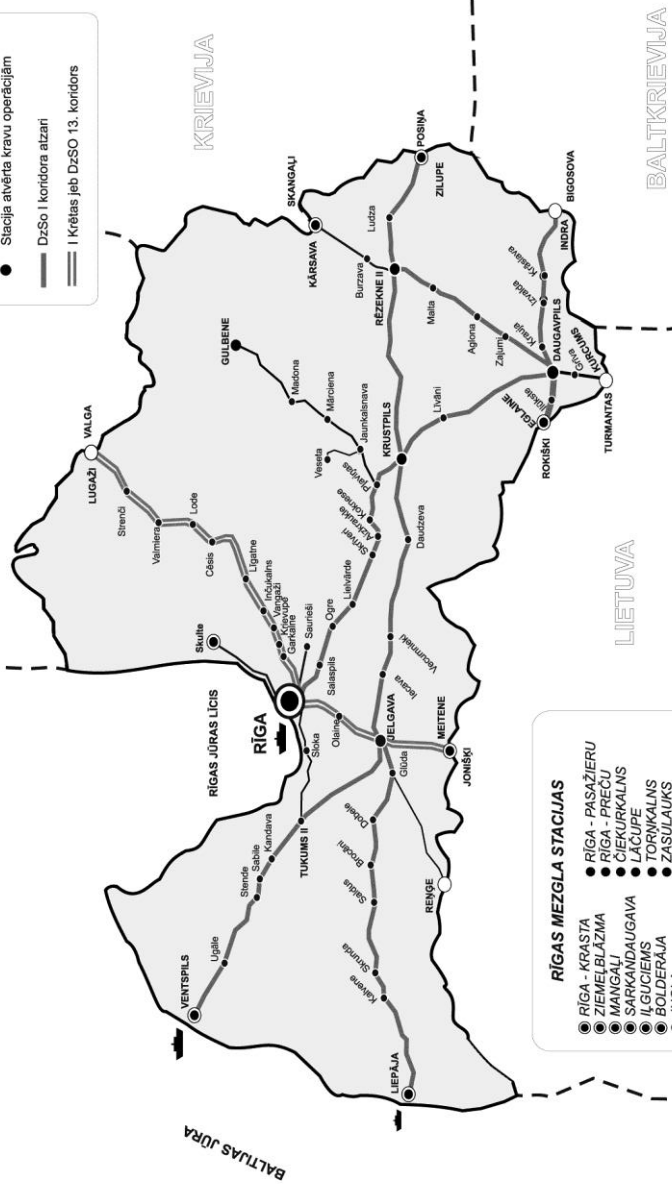 Stacija atvērta kravu operācijām
DzSo I koridora atzari
I Krētas jeb DzSO 13. koridors
KRIEVIJA
BALTKRIEVIJA
LIETUVA
BALTIJAS JŪRA
RĪGAS JŪRAS LĪCIS
RĪGA
VENTSPILS
Ugāle
Stende
Sabile
Kandava
TUKUMS II
Sloka
Skulte
LUGAŽI
VALGA
Strenči
Valmiera
Lode
Cēsis
Līgatne
Inčukalns
Vangaži
Krievupe
Garkalne
Saurieši
Salaspils
Ogre
Lielvārde
Skrīveri
Aizkraukle
Koknese
Pļaviņas
Jaunkalsnava
Veseta
Mārciena
Madona
GULBENE
KRUSTPILS
Līvāni
Daudzeva
Vecumnieki
Iecava
JELGAVA
Olaine
Glūda
MEITENE
JONIŠĶI
Dobele
Brocēni
Saldus
Skrunda
Kalvene
LIEPĀJA
REŅĢE
SKANGAĻI
KĀRSAVA
Burzava
RĒZEKNE II
Ludza
ZILUPE
POSIŅA
Malta
Aglona
Zaļumi
DAUGAVPILS
Krauja
Izvalda
Krāslava
INDRA
BIGOSOVA
Grīva
KURCUMS
TURMANTAS
Ilūkste
EGLAINE
ROKIŠKI
RĪGAS MEZGLA STACIJAS
RĪGA - KRASTA
ZIEMEĻBLĀZMA
MANGAĻI
SARKANDAUGAVA
IĻĢUCIEMS
BOLDERĀJA
RĪGA - PASAŽIERU
RĪGA - PREČU
ČIEKURKALNS
LĀČUPE
TORŅKALNS
ZASULAUKS